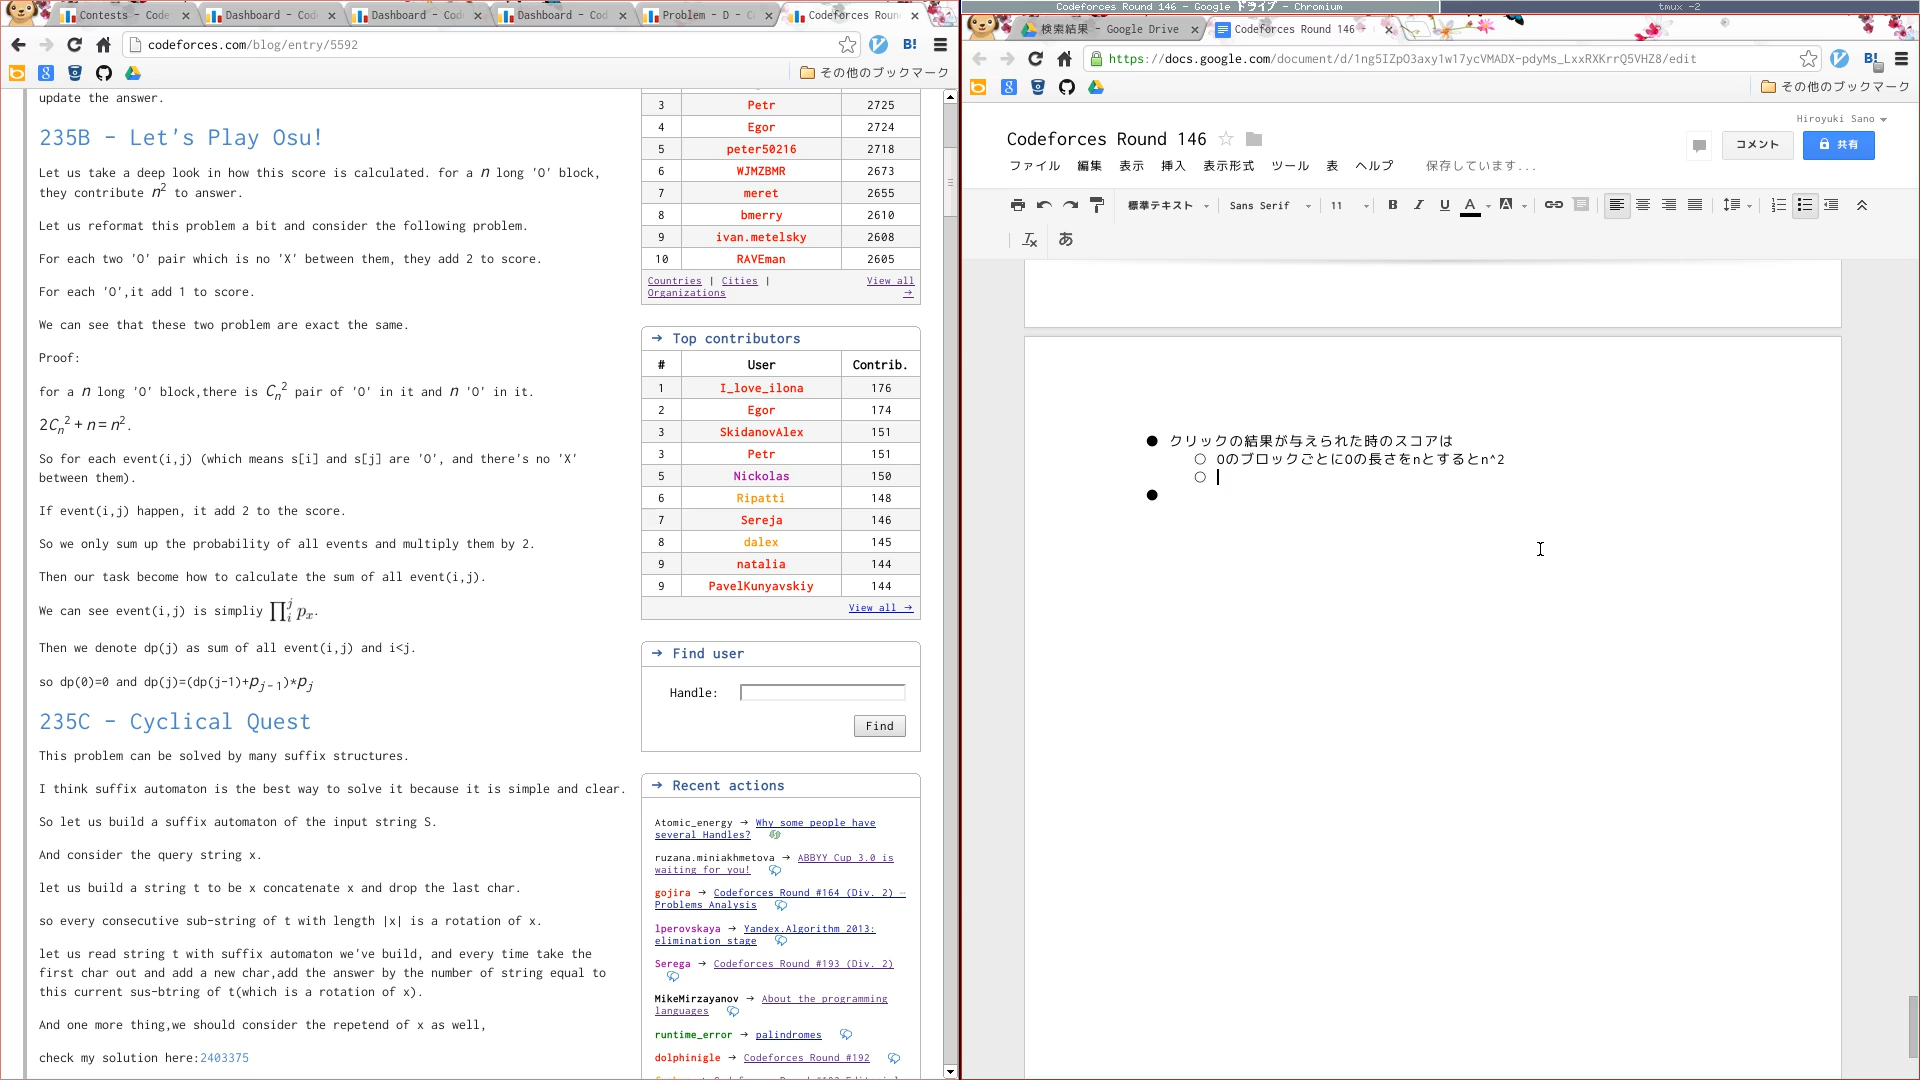 Contests - Code
Dashboard - Cod
Dashboard - Cod
Dashboard - Cod
Problem - D - C
Codeforces Roun
codeforces.com/blog/entry/5592
その他のブックマーク
update the answer.
235B - Let's Play Osu!
Let us take a deep look in how this score is calculated. for a n long 'O' block,
they contribute n² to answer.
Let us reformat this problem a bit and consider the following problem.
For each two 'O' pair which is no 'X' between them, they add 2 to score.
For each 'O',it add 1 to score.
We can see that these two problem are exact the same.
Proof:
for a n long 'O' block,there is Cₙ² pair of 'O' in it and n 'O' in it.
2Cₙ² + n = n².
So for each event(i,j) (which means s[i] and s[j] are 'O', and there's no 'X'
between them).
If event(i,j) happen, it add 2 to the score.
So we only sum up the probability of all events and multiply them by 2.
Then our task become how to calculate the sum of all event(i,j).
We can see event(i,j) is simpliy ∏ᵢʲ pₓ.
Then we denote dp(j) as sum of all event(i,j) and i<j.
so dp(0)=0 and dp(j)=(dp(j-1)+pⱼ₋₁)*pⱼ
235C - Cyclical Quest
This problem can be solved by many suffix structures.
I think suffix automaton is the best way to solve it because it is simple and clear.
So let us build a suffix automaton of the input string S.
And consider the query string x.
let us build a string t to be x concatenate x and drop the last char.
so every consecutive sub-string of t with length |x| is a rotation of x.
let us read string t with suffix automaton we've build, and every time take the
first char out and add a new char,add the answer by the number of string equal to
this current sus-btring of t(which is a rotation of x).
And one more thing,we should consider the repetend of x as well,
check my solution here:2403375
3 Petr 2725
4 Egor 2724
5 peter50216 2718
6 WJMZBMR 2673
7 meret 2655
8 bmerry 2610
9 ivan.metelsky 2608
10 RAVEman 2605
Countries | Cities | View all
Organizations →
→ Top contributors
# User Contrib.
1 I_love_ilona 176
2 Egor 174
3 SkidanovAlex 151
3 Petr 151
5 Nickolas 150
6 Ripatti 148
7 Sereja 146
8 dalex 145
9 natalia 144
9 PavelKunyavskiy 144
View all →
→ Find user
Handle:
Find
→ Recent actions
Atomic_energy → Why some people have
several Handles?
ruzana.miniakhmetova → ABBYY Cup 3.0 is
waiting for you!
gojira → Codeforces Round #164 (Div. 2) —
Problems Analysis
lperovskaya → Yandex.Algorithm 2013:
elimination stage
Serega → Codeforces Round #193 (Div. 2)
MikeMirzayanov → About the programming
languages
runtime_error → palindromes
dolphinigle → Codeforces Round #192
Codeforces Round 146 - Google ドライブ - Chromium
tmux -2
検索結果 - Google Drive
Codeforces Round 146 -
https://docs.google.com/document/d/1ng5IZpO3axy1w17ycVMADX-pdyMs_LxxRXKrrQ5VHZ8/edit
その他のブックマーク
Hiroyuki Sano
Codeforces Round 146
コメント
共有
ファイル 編集 表示 挿入 表示形式 ツール 表 ヘルプ 保存しています...
標準テキスト Sans Serif 11 B I U A A
あ
● クリックの結果が与えられた時のスコアは
○ OのブロックごとにOの長さをnとするとn^2
○
●